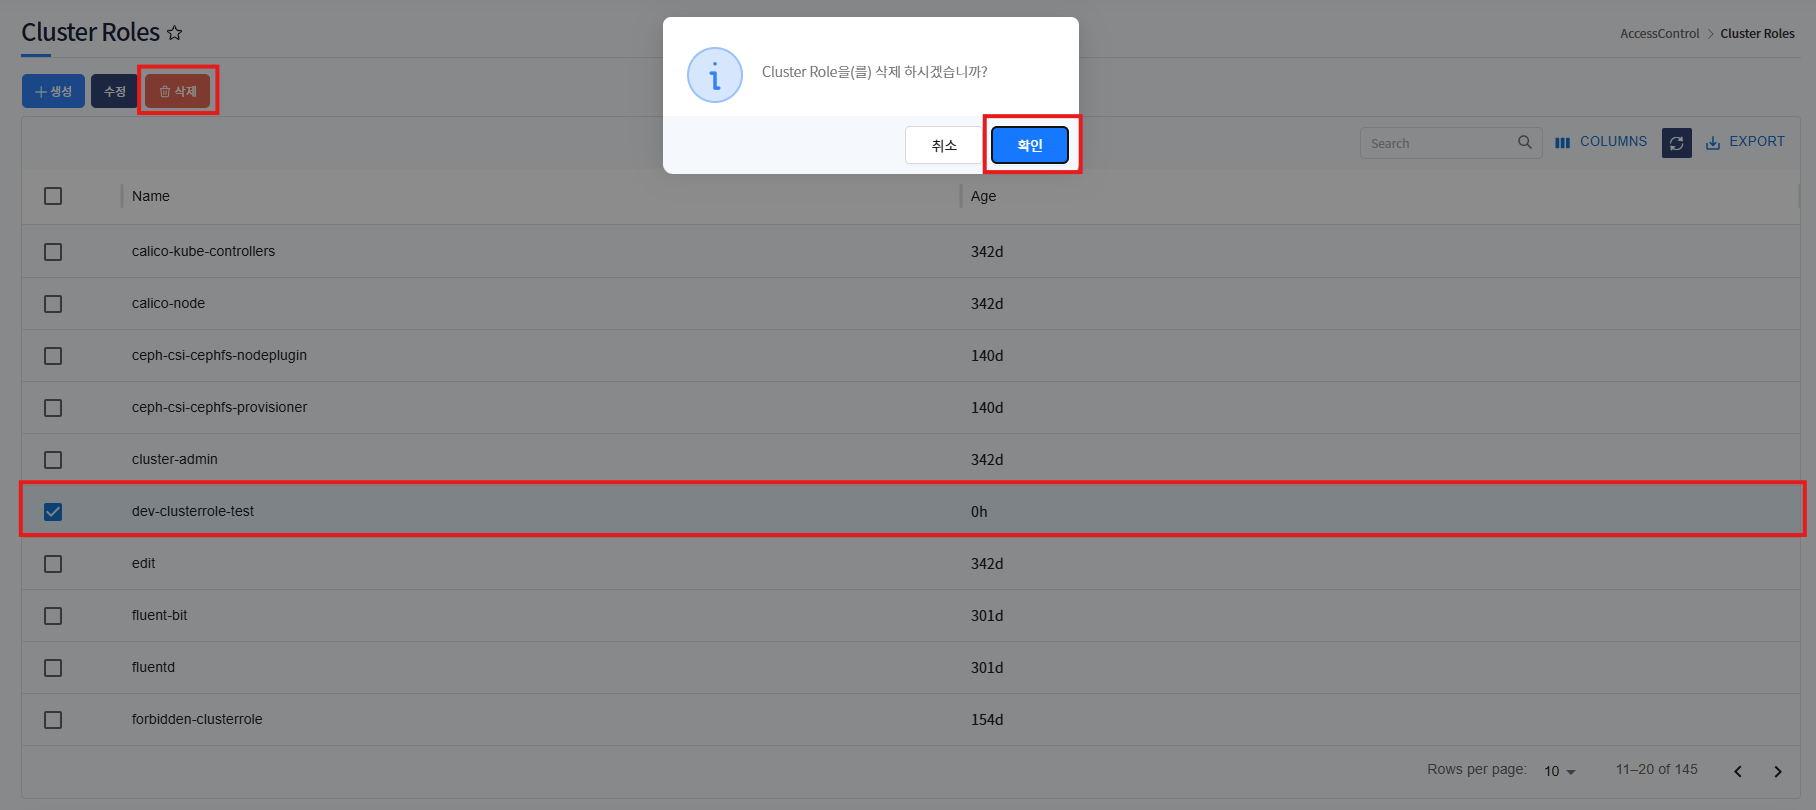 Cluster Roles
AccessControl > Cluster Roles
Cluster Role을(를) 삭제 하시겠습니까?
취소 확인
생성 수정 삭제
Search COLUMNS EXPORT
Name Age
calico-kube-controllers 342d
calico-node 342d
ceph-csi-cephfs-nodeplugin 140d
ceph-csi-cephfs-provisioner 140d
cluster-admin 342d
dev-clusterrole-test 0h
edit 342d
fluent-bit 301d
fluentd 301d
forbidden-clusterrole 154d
Rows per page: 10 11–20 of 145